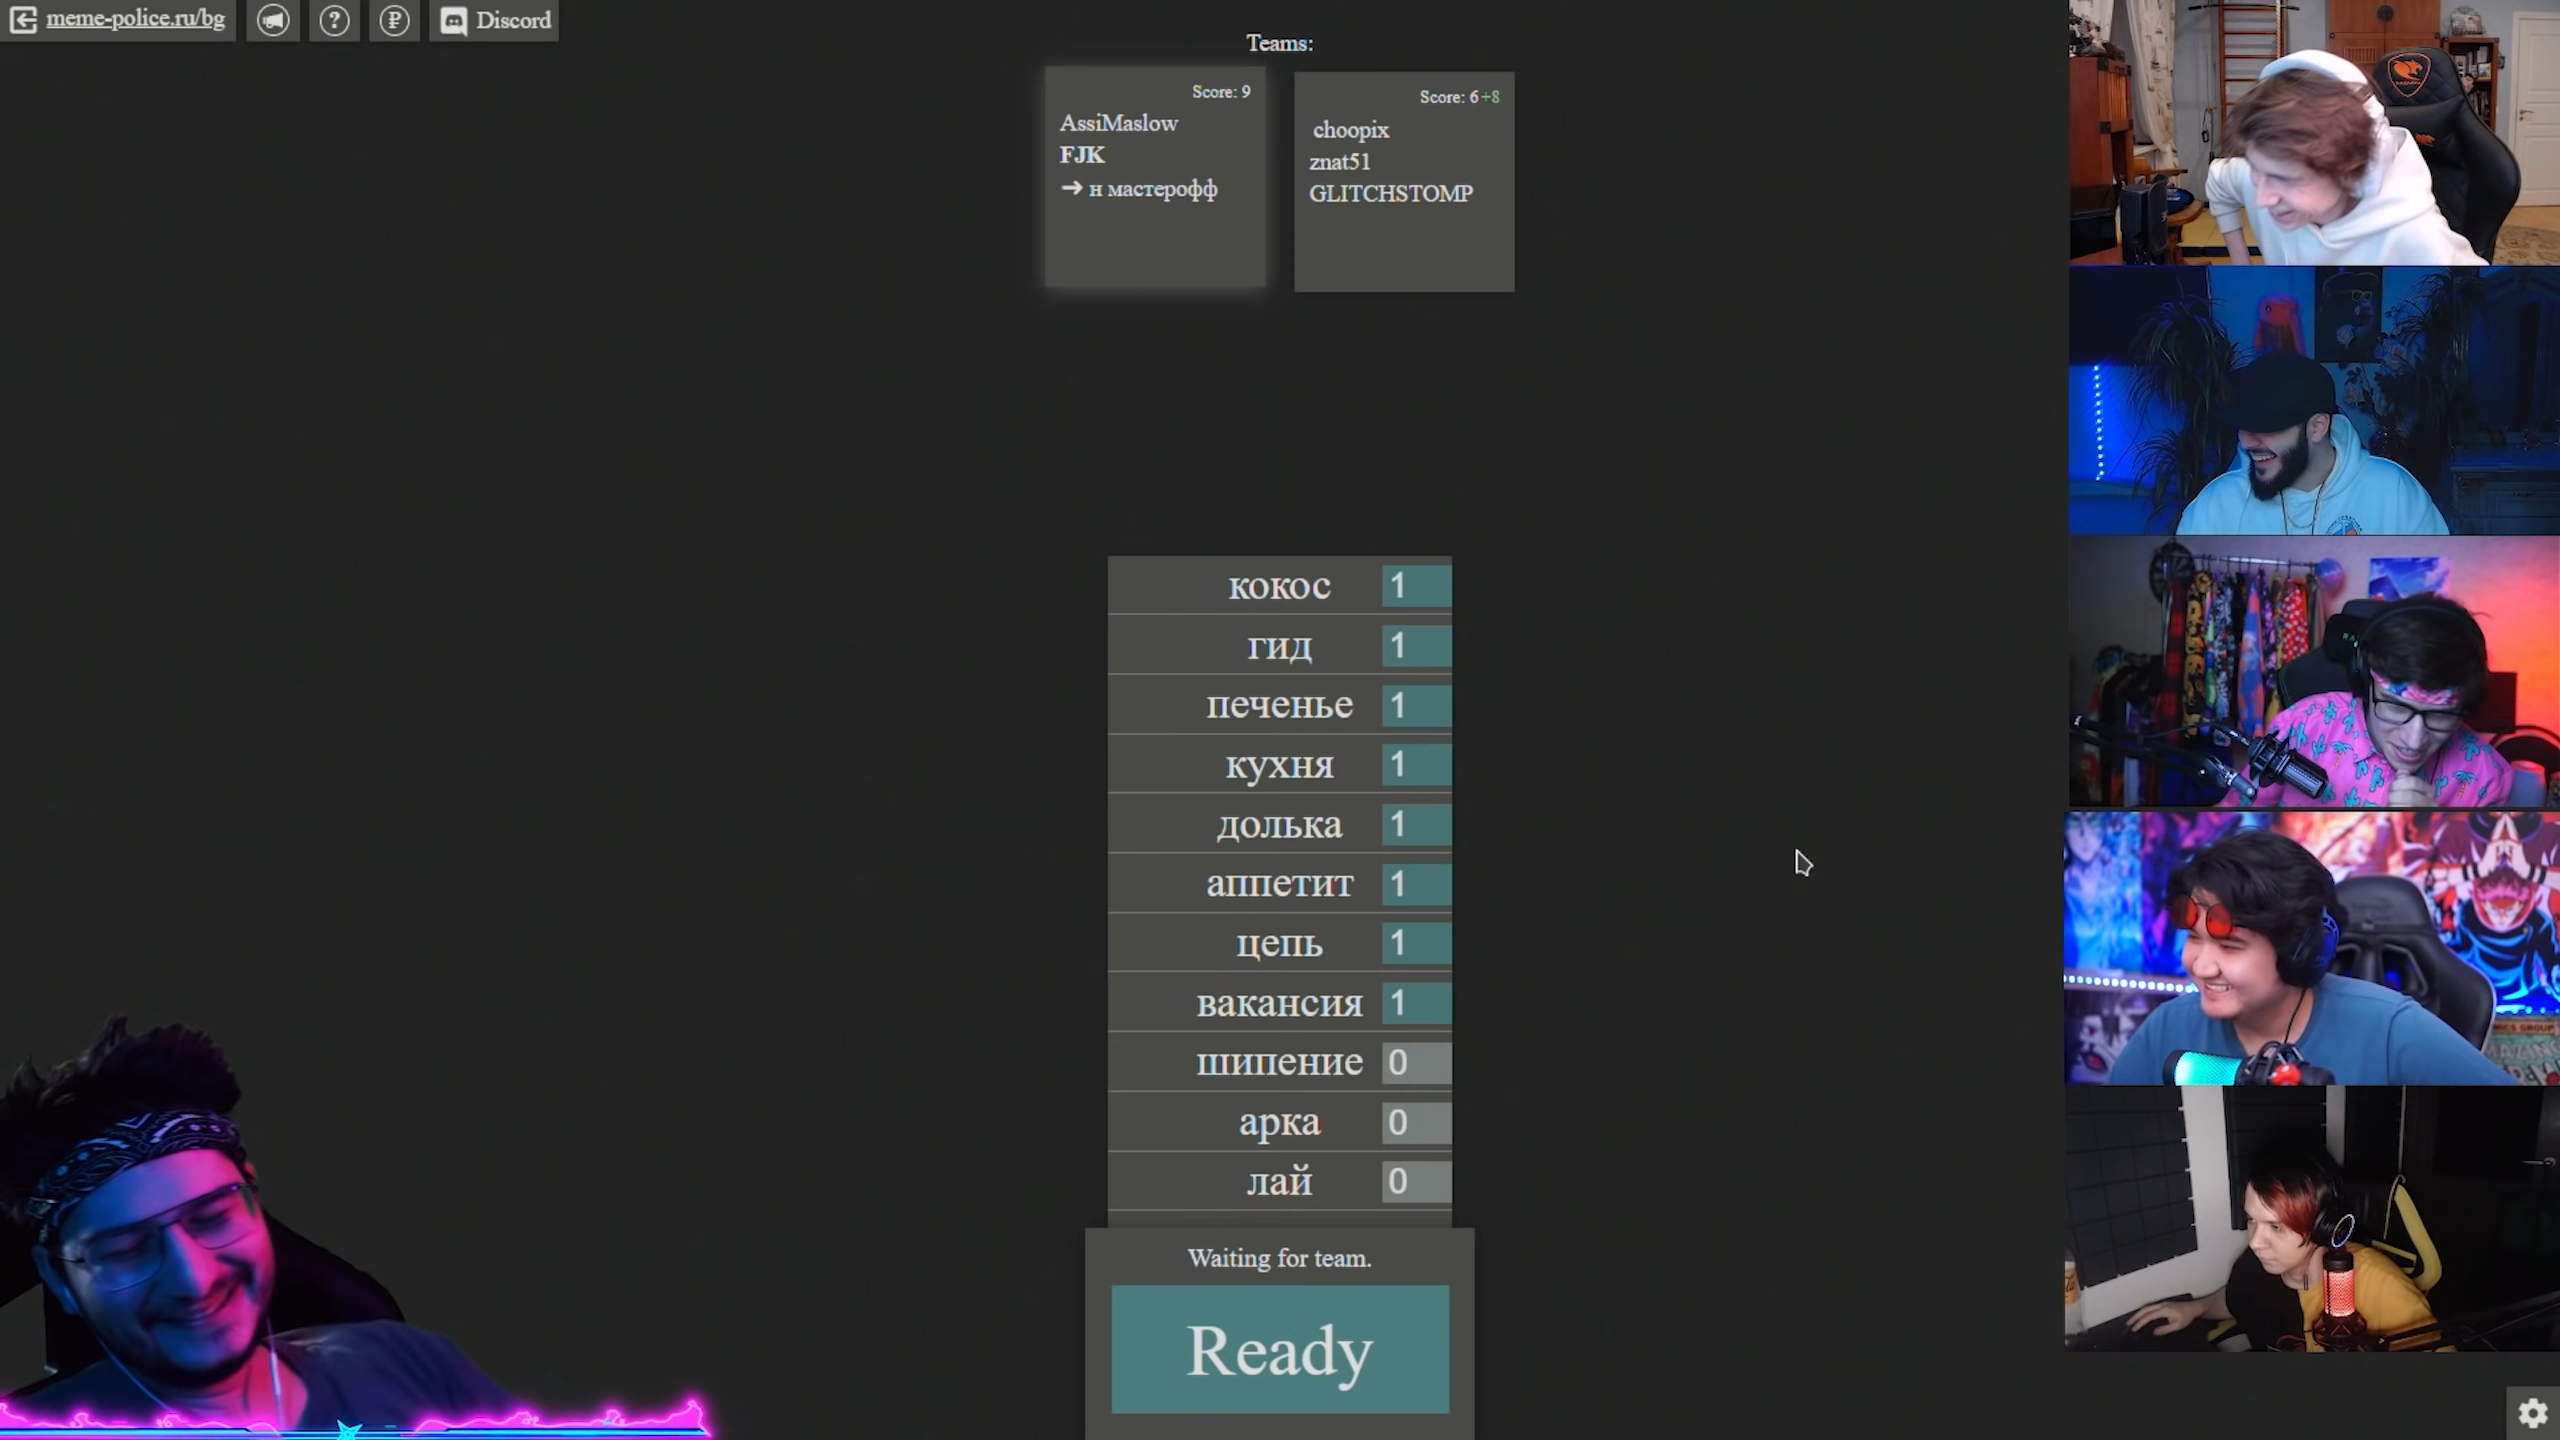 meme-police.ru/bg
Discord
Teams:
Score: 9
AssiMaslow
FJK
→ н мастерофф
Score: 6+8
choopix
znat51
GLITCHSTOMP
кокос 1
гид 1
печенье 1
кухня 1
долька 1
аппетит 1
цепь 1
вакансия 1
шипение 0
арка 0
лай 0
Waiting for team.
Ready